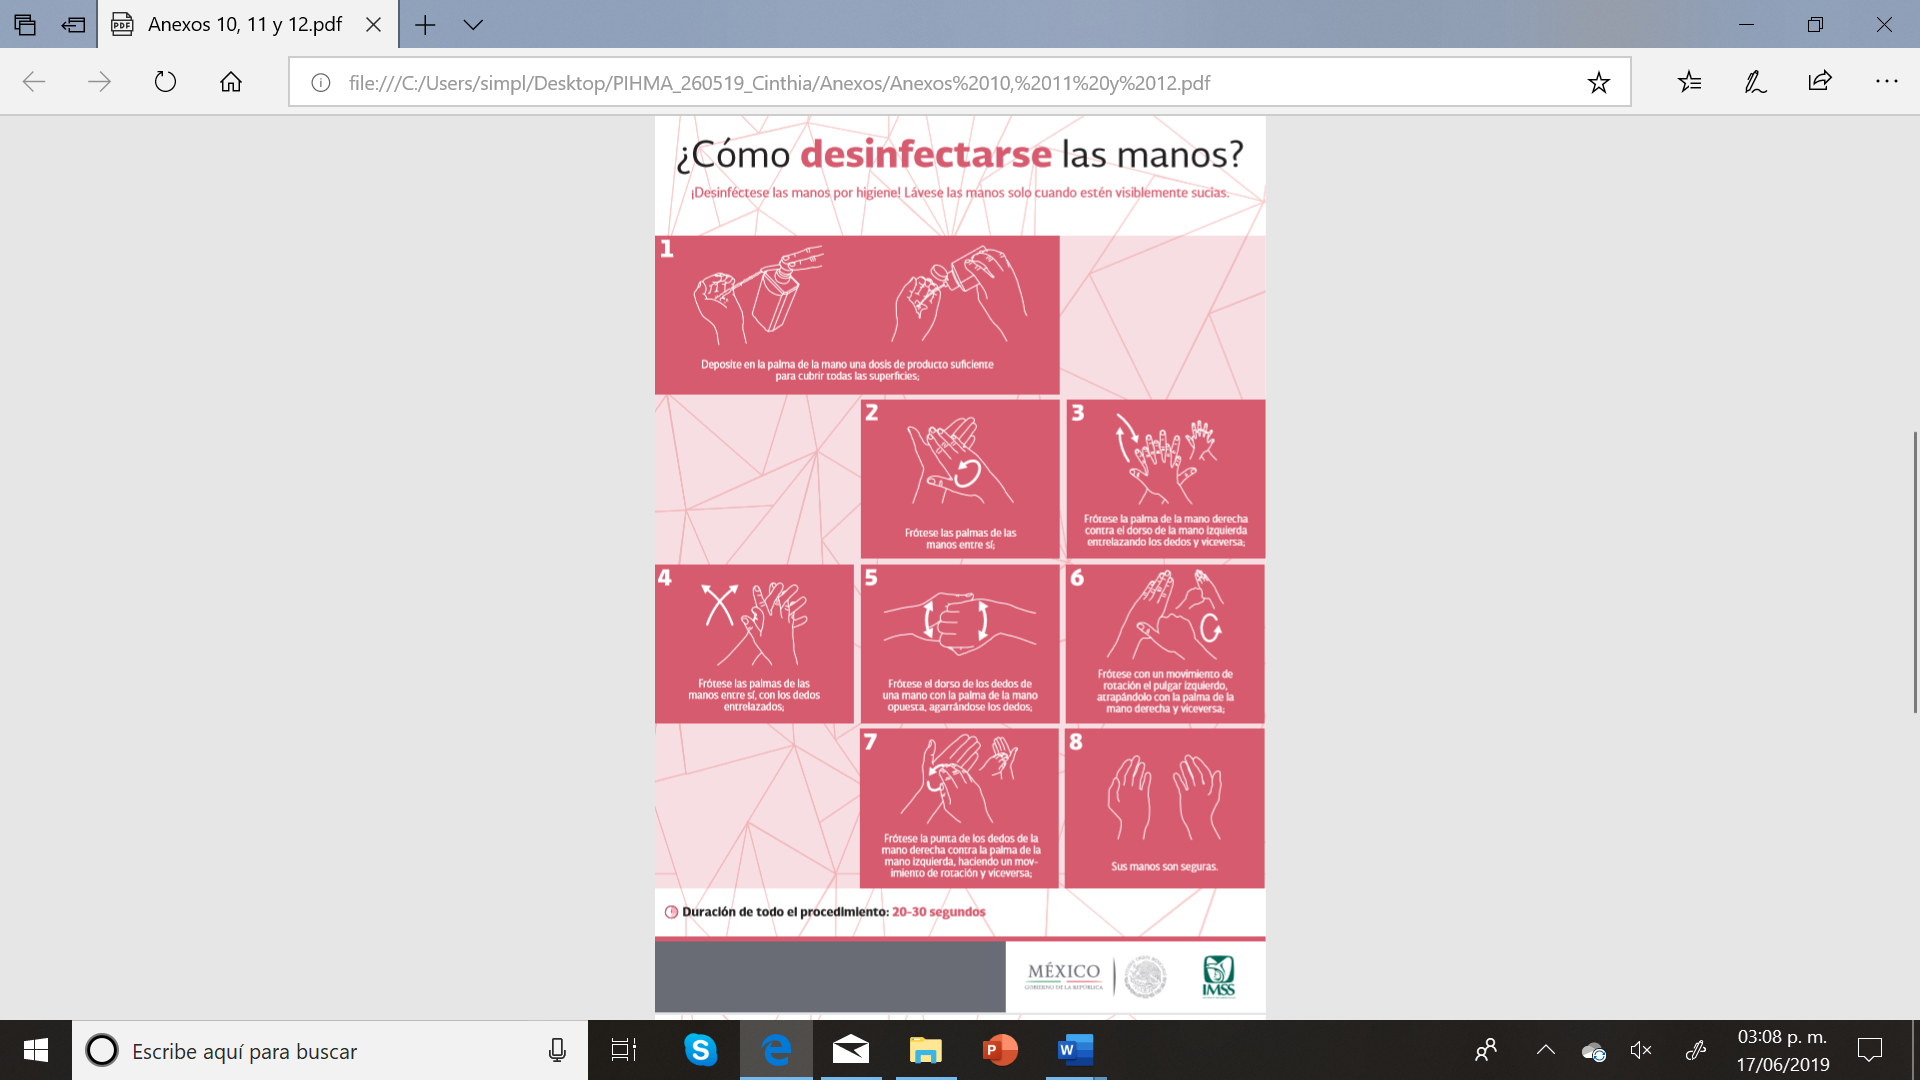 Anexos 10, 11 y 12.pdf
file:///C:/Users/simpl/Desktop/PIHMA_260519_Cinthia/Anexos/Anexos%2010,%2011%20y%2012.pdf
¿Cómo desinfectarse las manos?
¡Desinféctese las manos por higiene! Lávese las manos solo cuando estén visiblemente sucias.
1
Deposite en la palma de la mano una dosis de producto suficiente
para cubrir todas las superficies;
2
Frótese las palmas de las
manos entre sí;
3
Frótese la palma de la mano derecha
contra el dorso de la mano izquierda
entrelazando los dedos y viceversa;
4
Frótese las palmas de las
manos entre sí, con los dedos
entrelazados;
5
Frótese el dorso de los dedos de
una mano con la palma de la mano
opuesta, agarrándose los dedos;
6
Frótese con un movimiento de
rotación el pulgar izquierdo,
atrapándolo con la palma de la
mano derecha y viceversa;
7
Frótese la punta de los dedos de la
mano derecha contra la palma de la
mano izquierda, haciendo un mov-
imiento de rotación y viceversa;
8
Sus manos son seguras.
Duración de todo el procedimiento: 20-30 segundos
MÉXICO
GOBIERNO DE LA REPÚBLICA
IMSS
Escribe aquí para buscar
03:08 p. m.
17/06/2019